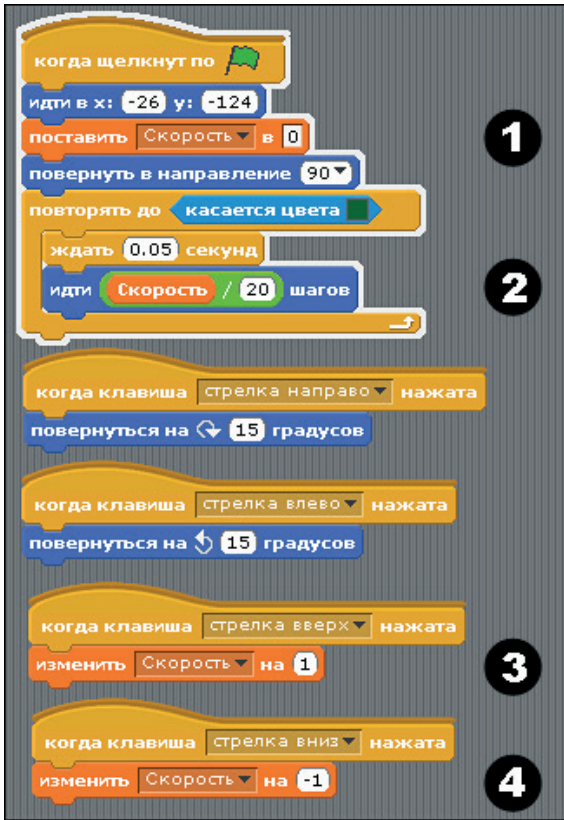 когда щелкнут по
идти в x: -26 y: -124
поставить Скорость в 0
1
повернуть в направление 90
повторять до касается цвета
ждать 0.05 секунд
идти Скорость / 20 шагов
2
когда клавиша стрелка направо нажата
повернуться на 15 градусов
когда клавиша стрелка влево нажата
повернуться на 15 градусов
когда клавиша стрелка вверх нажата
изменить Скорость на 1
3
когда клавиша стрелка вниз нажата
изменить Скорость на -1
4